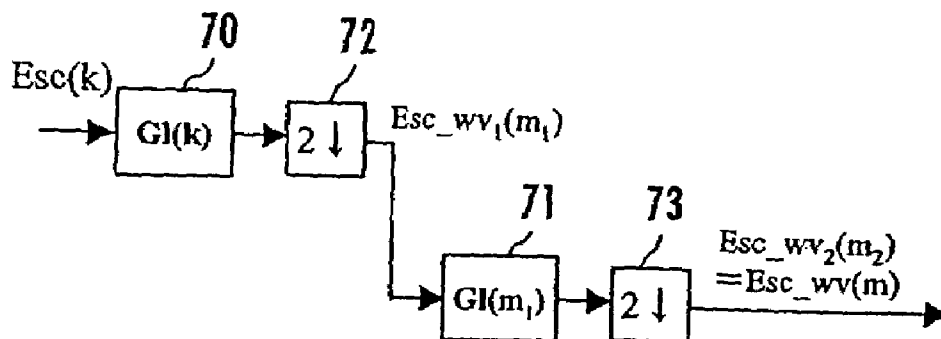 70
72
Esc(k)
Gl(k)
2 ↓
Esc_wv₁(m₁)
71
73
Gl(m₁)
2 ↓
Esc_wv₂(m₂)
=Esc_wv(m)